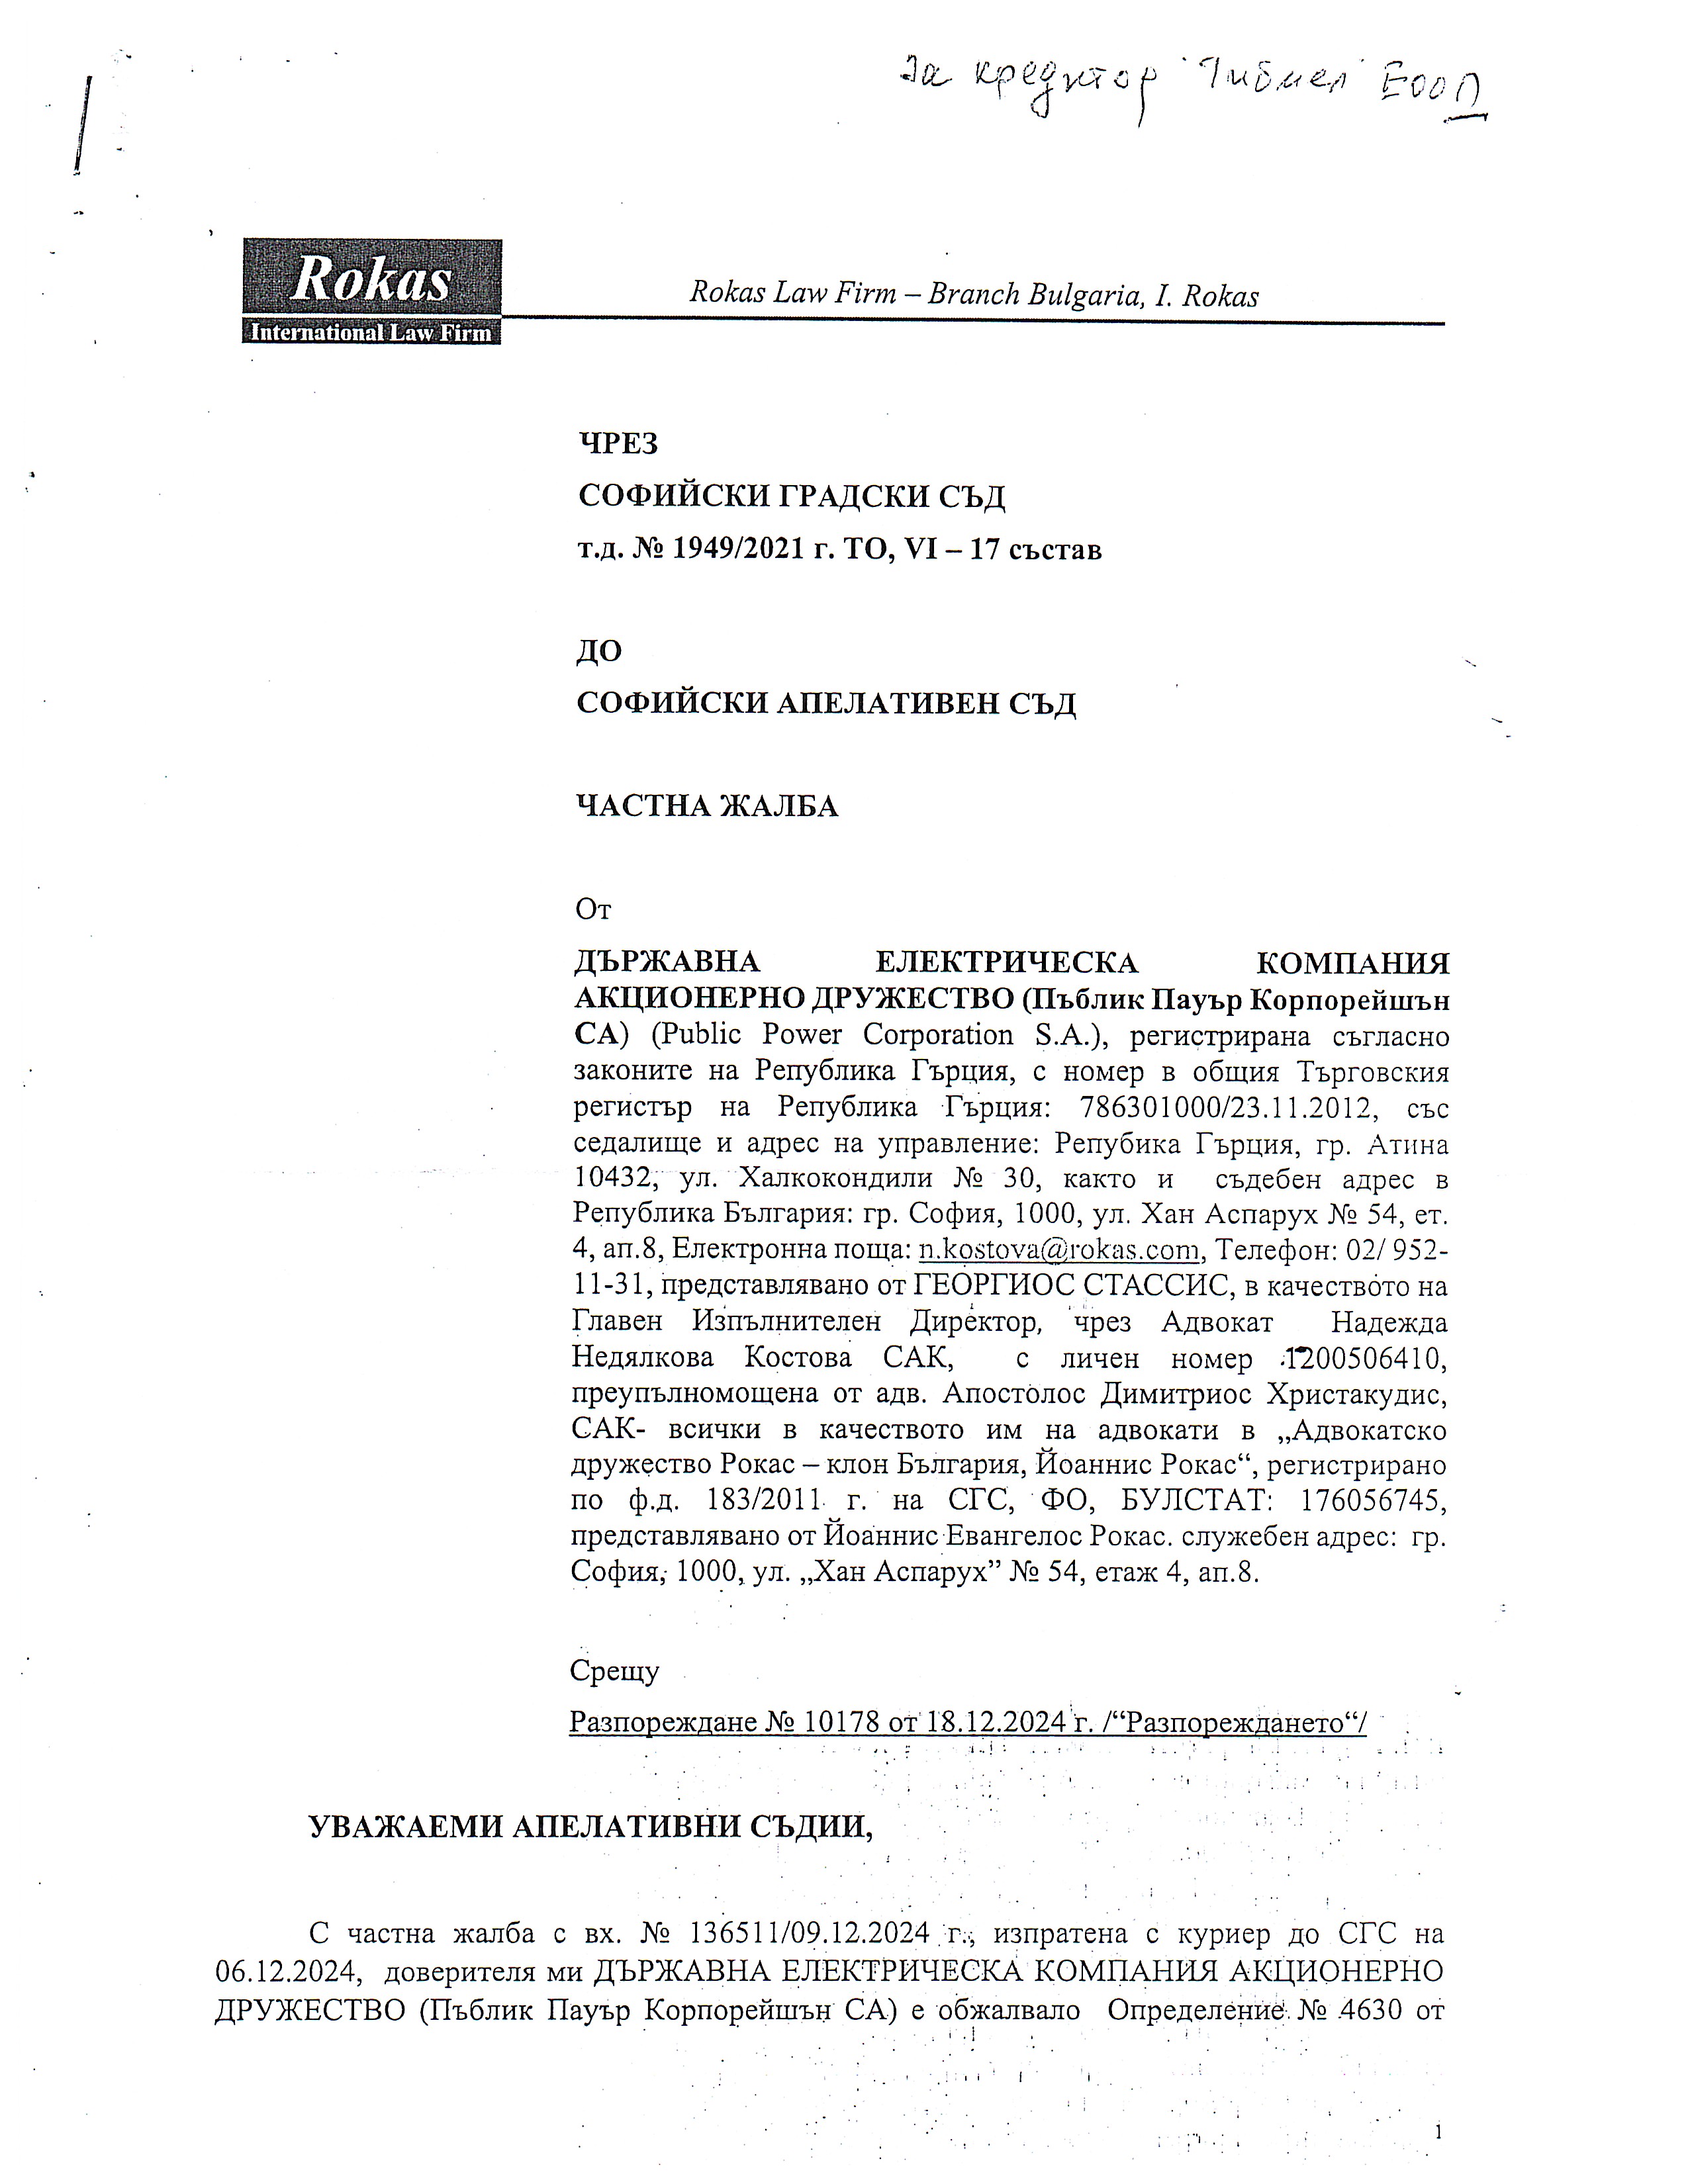 За кредитор "Тибиел" ЕООД
Rokas
International Law Firm
Rokas Law Firm – Branch Bulgaria, I. Rokas
ЧРЕЗ
СОФИЙСКИ ГРАДСКИ СЪД
т.д. № 1949/2021 г. ТО, VI – 17 състав
ДО
СОФИЙСКИ АПЕЛАТИВЕН СЪД
ЧАСТНА ЖАЛБА
От
ДЪРЖАВНА ЕЛЕКТРИЧЕСКА КОМПАНИЯ
АКЦИОНЕРНО ДРУЖЕСТВО (Пъблик Пауър Корпорейшън
СА) (Public Power Corporation S.A.), регистрирана съгласно
законите на Република Гърция, с номер в общия Търговския
регистър на Република Гърция: 786301000/23.11.2012, със
седалище и адрес на управление: Репубика Гърция, гр. Атина
10432, ул. Халкокондили № 30, както и съдебен адрес в
Република България: гр. София, 1000, ул. Хан Аспарух № 54, ет.
4, ап.8, Електронна поща: n.kostova@rokas.com, Телефон: 02/ 952-
11-31, представлявано от ГЕОРГИОС СТАССИС, в качеството на
Главен Изпълнителен Директор, чрез Адвокат Надежда
Недялкова Костова САК, с личен номер 1200506410,
преупълномощена от адв. Апостолос Димитриос Христакудис,
САК- всички в качеството им на адвокати в „Адвокатско
дружество Рокас – клон България, Йоаннис Рокас“, регистрирано
по ф.д. 183/2011 г. на СГС, ФО, БУЛСТАТ: 176056745,
представлявано от Йоаннис Евангелос Рокас. служебен адрес: гр.
София, 1000, ул. „Хан Аспарух” № 54, етаж 4, ап.8.
Срещу
Разпореждане № 10178 от 18.12.2024 г. /“Разпореждането“/
УВАЖАЕМИ АПЕЛАТИВНИ СЪДИИ,
С частна жалба с вх. № 136511/09.12.2024 г., изпратена с куриер до СГС на
06.12.2024, доверителя ми ДЪРЖАВНА ЕЛЕКТРИЧЕСКА КОМПАНИЯ АКЦИОНЕРНО
ДРУЖЕСТВО (Пъблик Пауър Корпорейшън СА) е обжалвало Определение № 4630 от
1